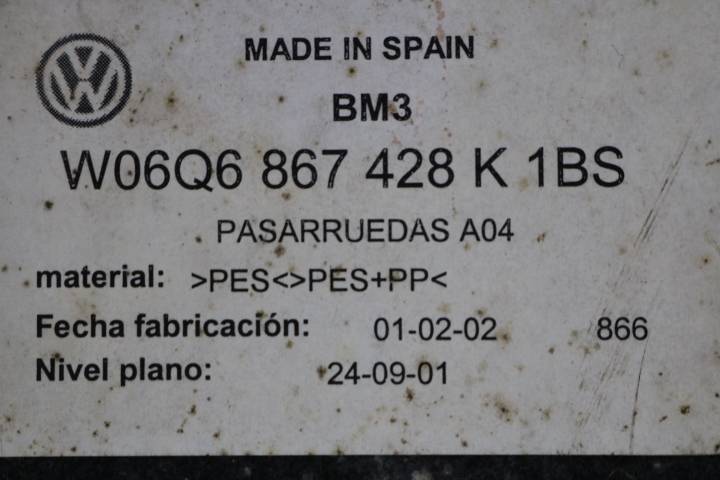 MADE IN SPAIN
BM3
W06Q6 867 428 K 1BS
PASARRUEDAS A04
material: >PES<>PES+PP<
Fecha fabricación: 01-02-02 866
Nivel plano: 24-09-01